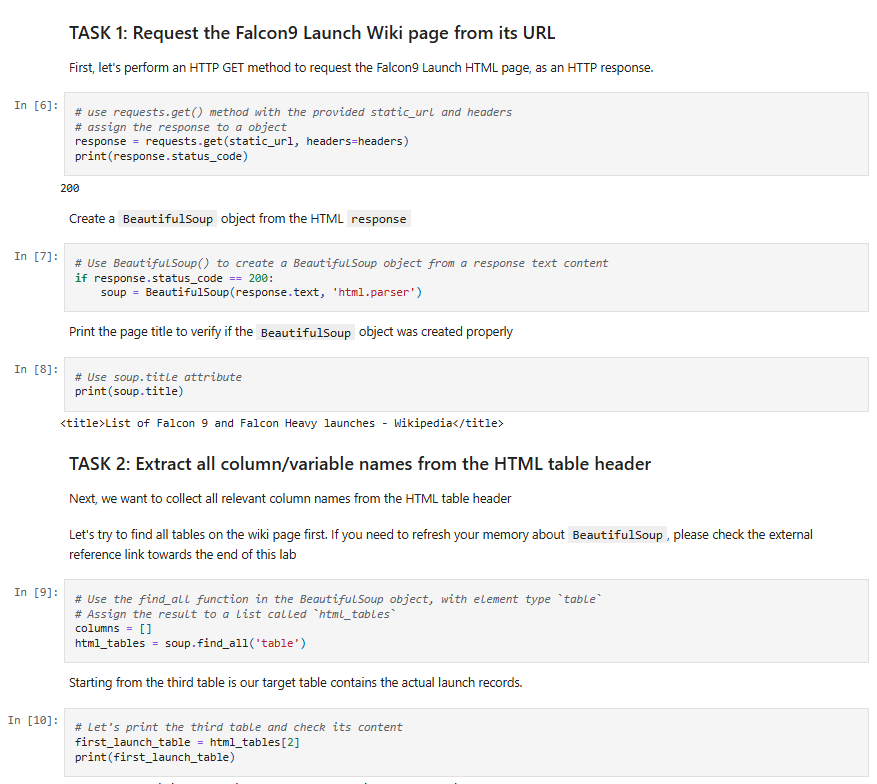 TASK 1: Request the Falcon9 Launch Wiki page from its URL
First, let's perform an HTTP GET method to request the Falcon9 Launch HTML page, as an HTTP response.
In [6]:
# use requests.get() method with the provided static_url and headers
# assign the response to a object
response = requests.get(static_url, headers=headers)
print(response.status_code)
200
Create a BeautifulSoup object from the HTML response
In [7]:
# Use BeautifulSoup() to create a BeautifulSoup object from a response text content
if response.status_code == 200:
    soup = BeautifulSoup(response.text, 'html.parser')
Print the page title to verify if the BeautifulSoup object was created properly
In [8]:
# Use soup.title attribute
print(soup.title)
<title>List of Falcon 9 and Falcon Heavy launches - Wikipedia</title>
TASK 2: Extract all column/variable names from the HTML table header
Next, we want to collect all relevant column names from the HTML table header
Let's try to find all tables on the wiki page first. If you need to refresh your memory about BeautifulSoup, please check the external
reference link towards the end of this lab
In [9]:
# Use the find_all function in the BeautifulSoup object, with element type `table`
# Assign the result to a list called `html_tables`
columns = []
html_tables = soup.find_all('table')
Starting from the third table is our target table contains the actual launch records.
In [10]:
# Let's print the third table and check its content
first_launch_table = html_tables[2]
print(first_launch_table)